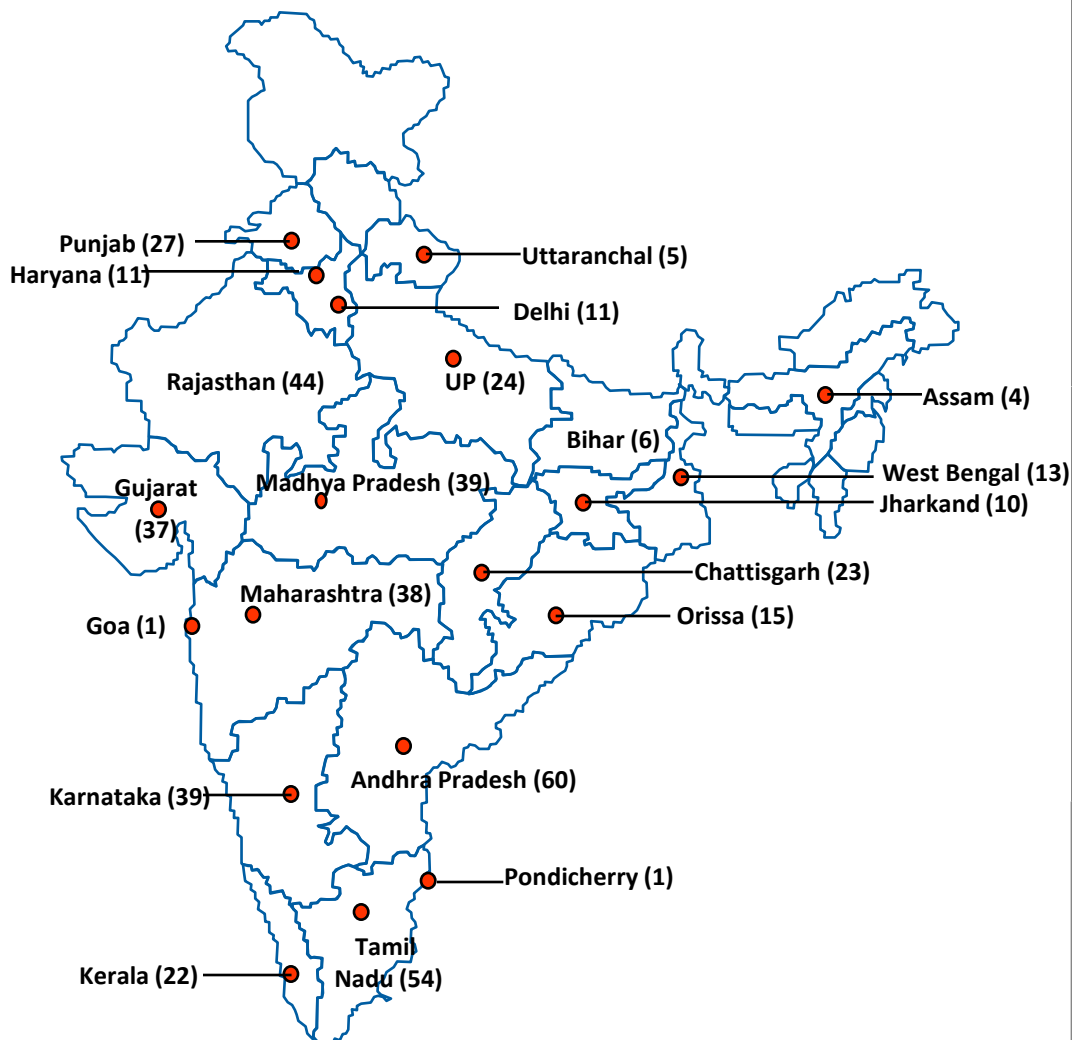 Punjab (27)
Uttaranchal (5)
Haryana (11)
Delhi (11)
Rajasthan (44)
UP (24)
Assam (4)
Bihar (6)
West Bengal (13)
Madhya Pradesh (39)
Gujarat
(37)
Jharkand (10)
Chattisgarh (23)
Maharashtra (38)
Orissa (15)
Goa (1)
Andhra Pradesh (60)
Karnataka (39)
Pondicherry (1)
Tamil
Nadu (54)
Kerala (22)